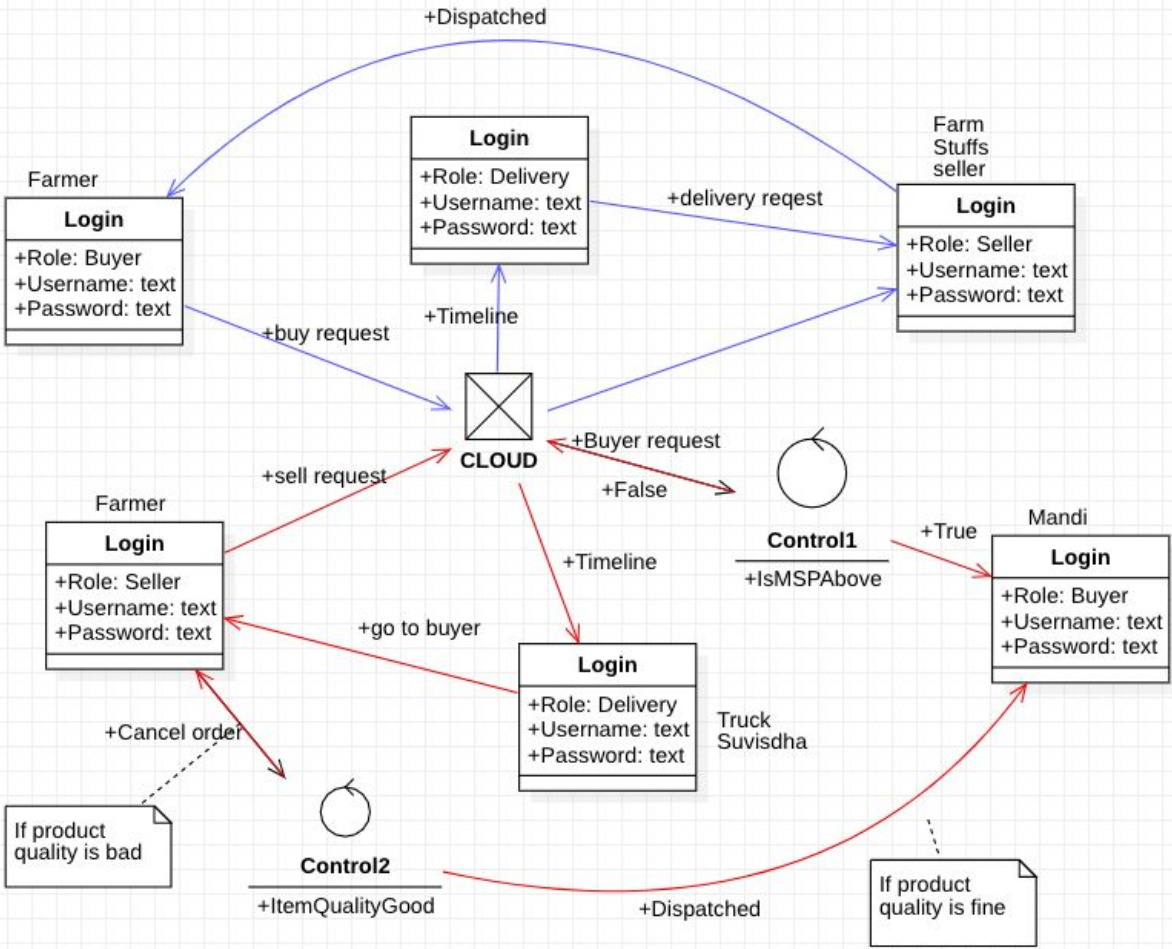 +Dispatched
Farmer
Login
+Role: Buyer
+Username: text
+Password: text
Login
+Role: Delivery
+Username: text
+Password: text
Farm
Stuffs
seller
Login
+Role: Seller
+Username: text
+Password: text
+delivery reqest
+buy request
+Timeline
CLOUD
+sell request
+Buyer request
+False
Control1
+IsMSPAbove
+True
Mandi
Login
+Role: Buyer
+Username: text
+Password: text
Farmer
Login
+Role: Seller
+Username: text
+Password: text
+Timeline
+go to buyer
Login
+Role: Delivery
+Username: text
+Password: text
Truck
Suvisdha
+Cancel order
If product
quality is bad
Control2
+ItemQualityGood
+Dispatched
If product
quality is fine